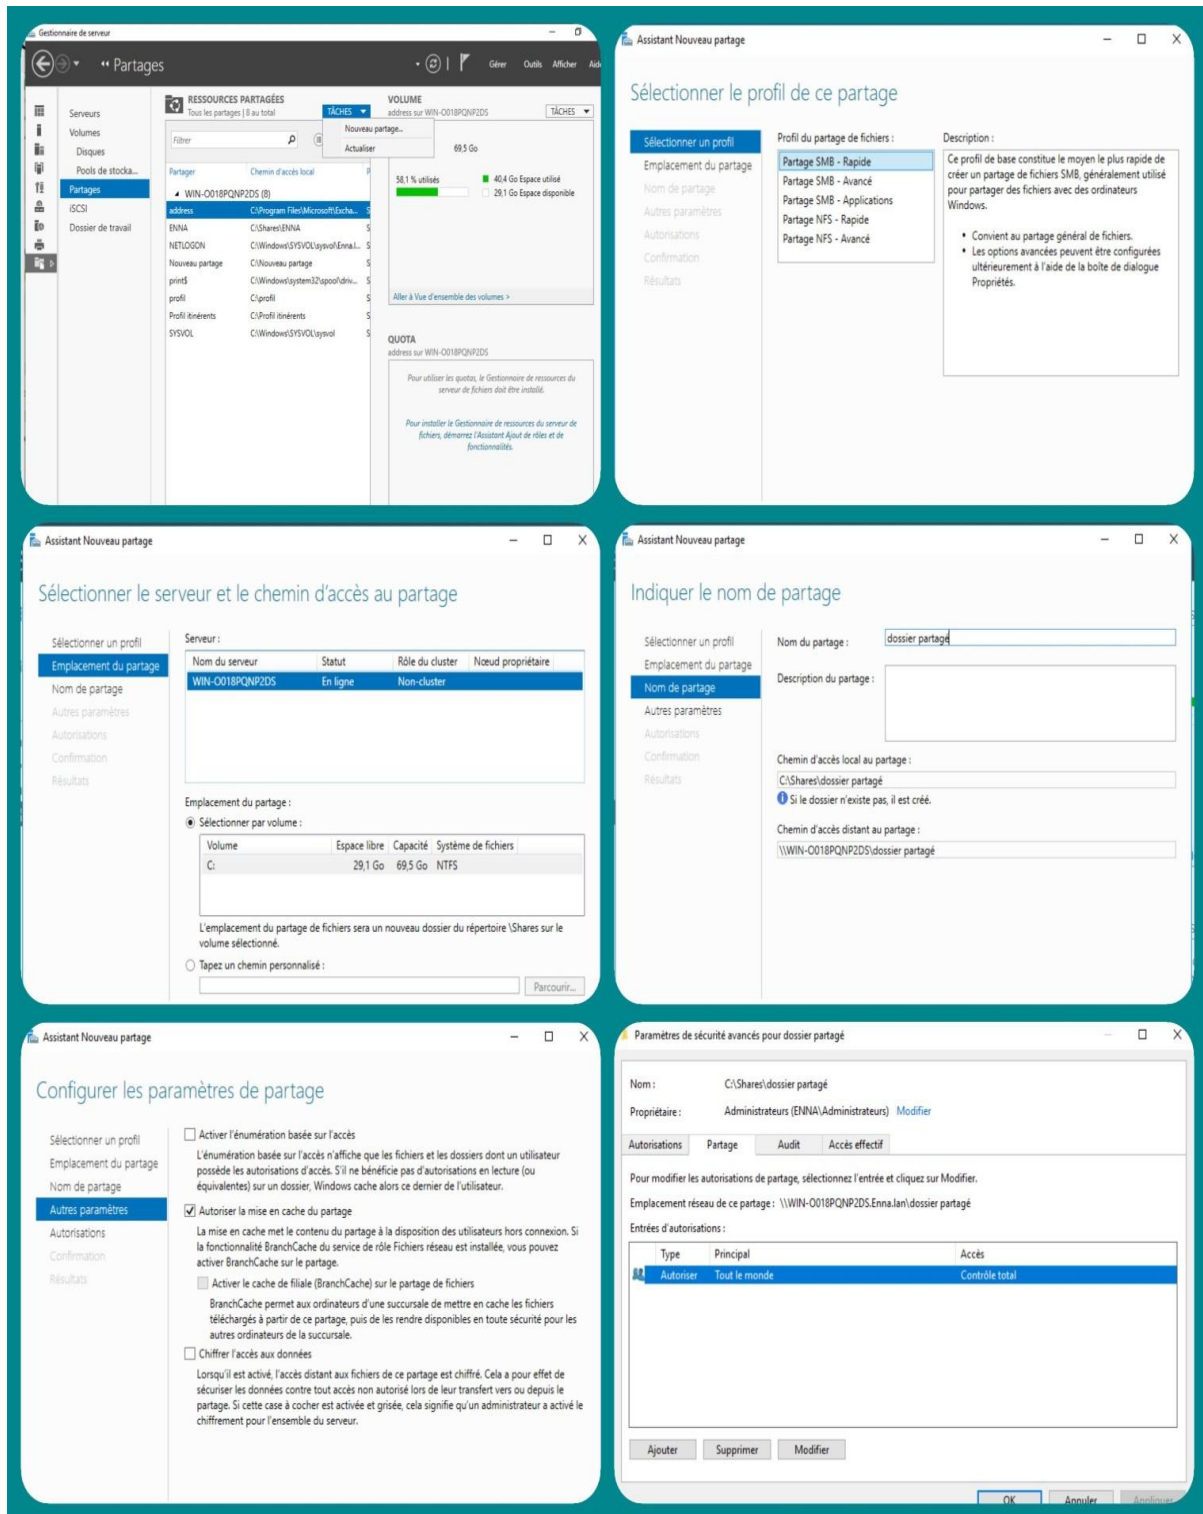 Gestionnaire de serveur
Partages
Gérer Outils Afficher Aide
Serveurs
Volumes
Disques
Pools de stocka...
Partages
iSCSI
Dossier de travail
RESSOURCES PARTAGÉES
Tous les partages | 8 au total
TÂCHES
Nouveau partage...
Actualiser
Filtrer
Partager Chemin d'accès local P
WIN-O018PQNP2DS (8)
address C:\Program Files\Microsoft\Excha... S
ENNA C:\Shares\ENNA S
NETLOGON C:\Windows\SYSVOL\sysvol\Enna.l... S
Nouveau partage C:\Nouveau partage S
print$ C:\Windows\system32\spool\driv... S
profil C:\profil S
Profil itinérents C:\Profil itinérents S
SYSVOL C:\Windows\SYSVOL\sysvol S
VOLUME
address sur WIN-O018PQNP2DS
TÂCHES
69,5 Go
58,1 % utilisés
40,4 Go Espace utilisé
29,1 Go Espace disponible
Aller à Vue d'ensemble des volumes >
QUOTA
address sur WIN-O018PQNP2DS
Pour utiliser les quotas, le Gestionnaire de ressources du
serveur de fichiers doit être installé.
Pour installer le Gestionnaire de ressources du serveur de
fichiers, démarrez l'Assistant Ajout de rôles et de
fonctionnalités.
Assistant Nouveau partage
Sélectionner le profil de ce partage
Sélectionner un profil
Emplacement du partage
Nom de partage
Autres paramètres
Autorisations
Confirmation
Résultats
Profil du partage de fichiers :
Partage SMB - Rapide
Partage SMB - Avancé
Partage SMB - Applications
Partage NFS - Rapide
Partage NFS - Avancé
Description :
Ce profil de base constitue le moyen le plus rapide de
créer un partage de fichiers SMB, généralement utilisé
pour partager des fichiers avec des ordinateurs
Windows.
• Convient au partage général de fichiers.
• Les options avancées peuvent être configurées
ultérieurement à l'aide de la boîte de dialogue
Propriétés.
Assistant Nouveau partage
Sélectionner le serveur et le chemin d'accès au partage
Sélectionner un profil
Emplacement du partage
Nom de partage
Autres paramètres
Autorisations
Confirmation
Résultats
Serveur :
Nom du serveur Statut Rôle du cluster Nœud propriétaire
WIN-O018PQNP2DS En ligne Non-cluster
Emplacement du partage :
Sélectionner par volume :
Volume Espace libre Capacité Système de fichiers
C: 29,1 Go 69,5 Go NTFS
L'emplacement du partage de fichiers sera un nouveau dossier du répertoire \Shares sur le
volume sélectionné.
Tapez un chemin personnalisé :
Parcourir...
Assistant Nouveau partage
Indiquer le nom de partage
Sélectionner un profil
Emplacement du partage
Nom de partage
Autres paramètres
Autorisations
Confirmation
Résultats
Nom du partage : dossier partagé
Description du partage :
Chemin d'accès local au partage :
C:\Shares\dossier partagé
Si le dossier n'existe pas, il est créé.
Chemin d'accès distant au partage :
\\WIN-O018PQNP2DS\dossier partagé
Assistant Nouveau partage
Configurer les paramètres de partage
Sélectionner un profil
Emplacement du partage
Nom de partage
Autres paramètres
Autorisations
Confirmation
Résultats
Activer l'énumération basée sur l'accès
L'énumération basée sur l'accès n'affiche que les fichiers et les dossiers dont un utilisateur
possède les autorisations d'accès. S'il ne bénéficie pas d'autorisations en lecture (ou
équivalentes) sur un dossier, Windows cache alors ce dernier de l'utilisateur.
Autoriser la mise en cache du partage
La mise en cache met le contenu du partage à la disposition des utilisateurs hors connexion. Si
la fonctionnalité BranchCache du service de rôle Fichiers réseau est installée, vous pouvez
activer BranchCache sur le partage.
Activer le cache de filiale (BranchCache) sur le partage de fichiers
BranchCache permet aux ordinateurs d'une succursale de mettre en cache les fichiers
téléchargés à partir de ce partage, puis de les rendre disponibles en toute sécurité pour les
autres ordinateurs de la succursale.
Chiffrer l'accès aux données
Lorsqu'il est activé, l'accès distant aux fichiers de ce partage est chiffré. Cela a pour effet de
sécuriser les données contre tout accès non autorisé lors de leur transfert vers ou depuis le
partage. Si cette case à cocher est activée et grisée, cela signifie qu'un administrateur a activé le
chiffrement pour l'ensemble du serveur.
Paramètres de sécurité avancés pour dossier partagé
Nom : C:\Shares\dossier partagé
Propriétaire : Administrateurs (ENNA\Administrateurs) Modifier
Autorisations Partage Audit Accès effectif
Pour modifier les autorisations de partage, sélectionnez l'entrée et cliquez sur Modifier.
Emplacement réseau de ce partage : \\WIN-O018PQNP2DS.Enna.lan\dossier partagé
Entrées d'autorisations :
Type Principal Accès
Autoriser Tout le monde Contrôle total
Ajouter Supprimer Modifier
OK Annuler Appliquer